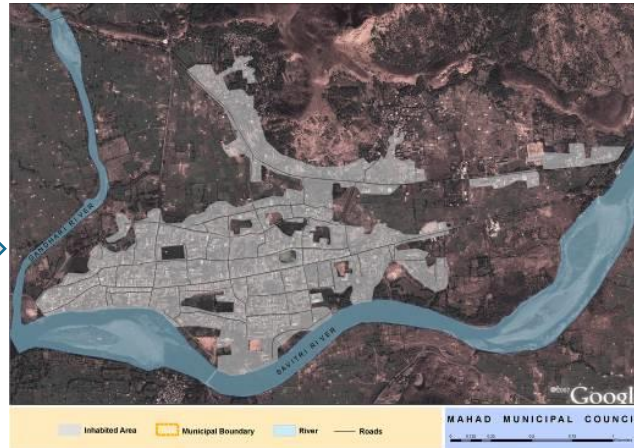 GANDHARI RIVER
SAVITRI RIVER
Google
Inhabited Area
Municipal Boundary
River
Roads
MAHAD MUNICIPAL COUNCI